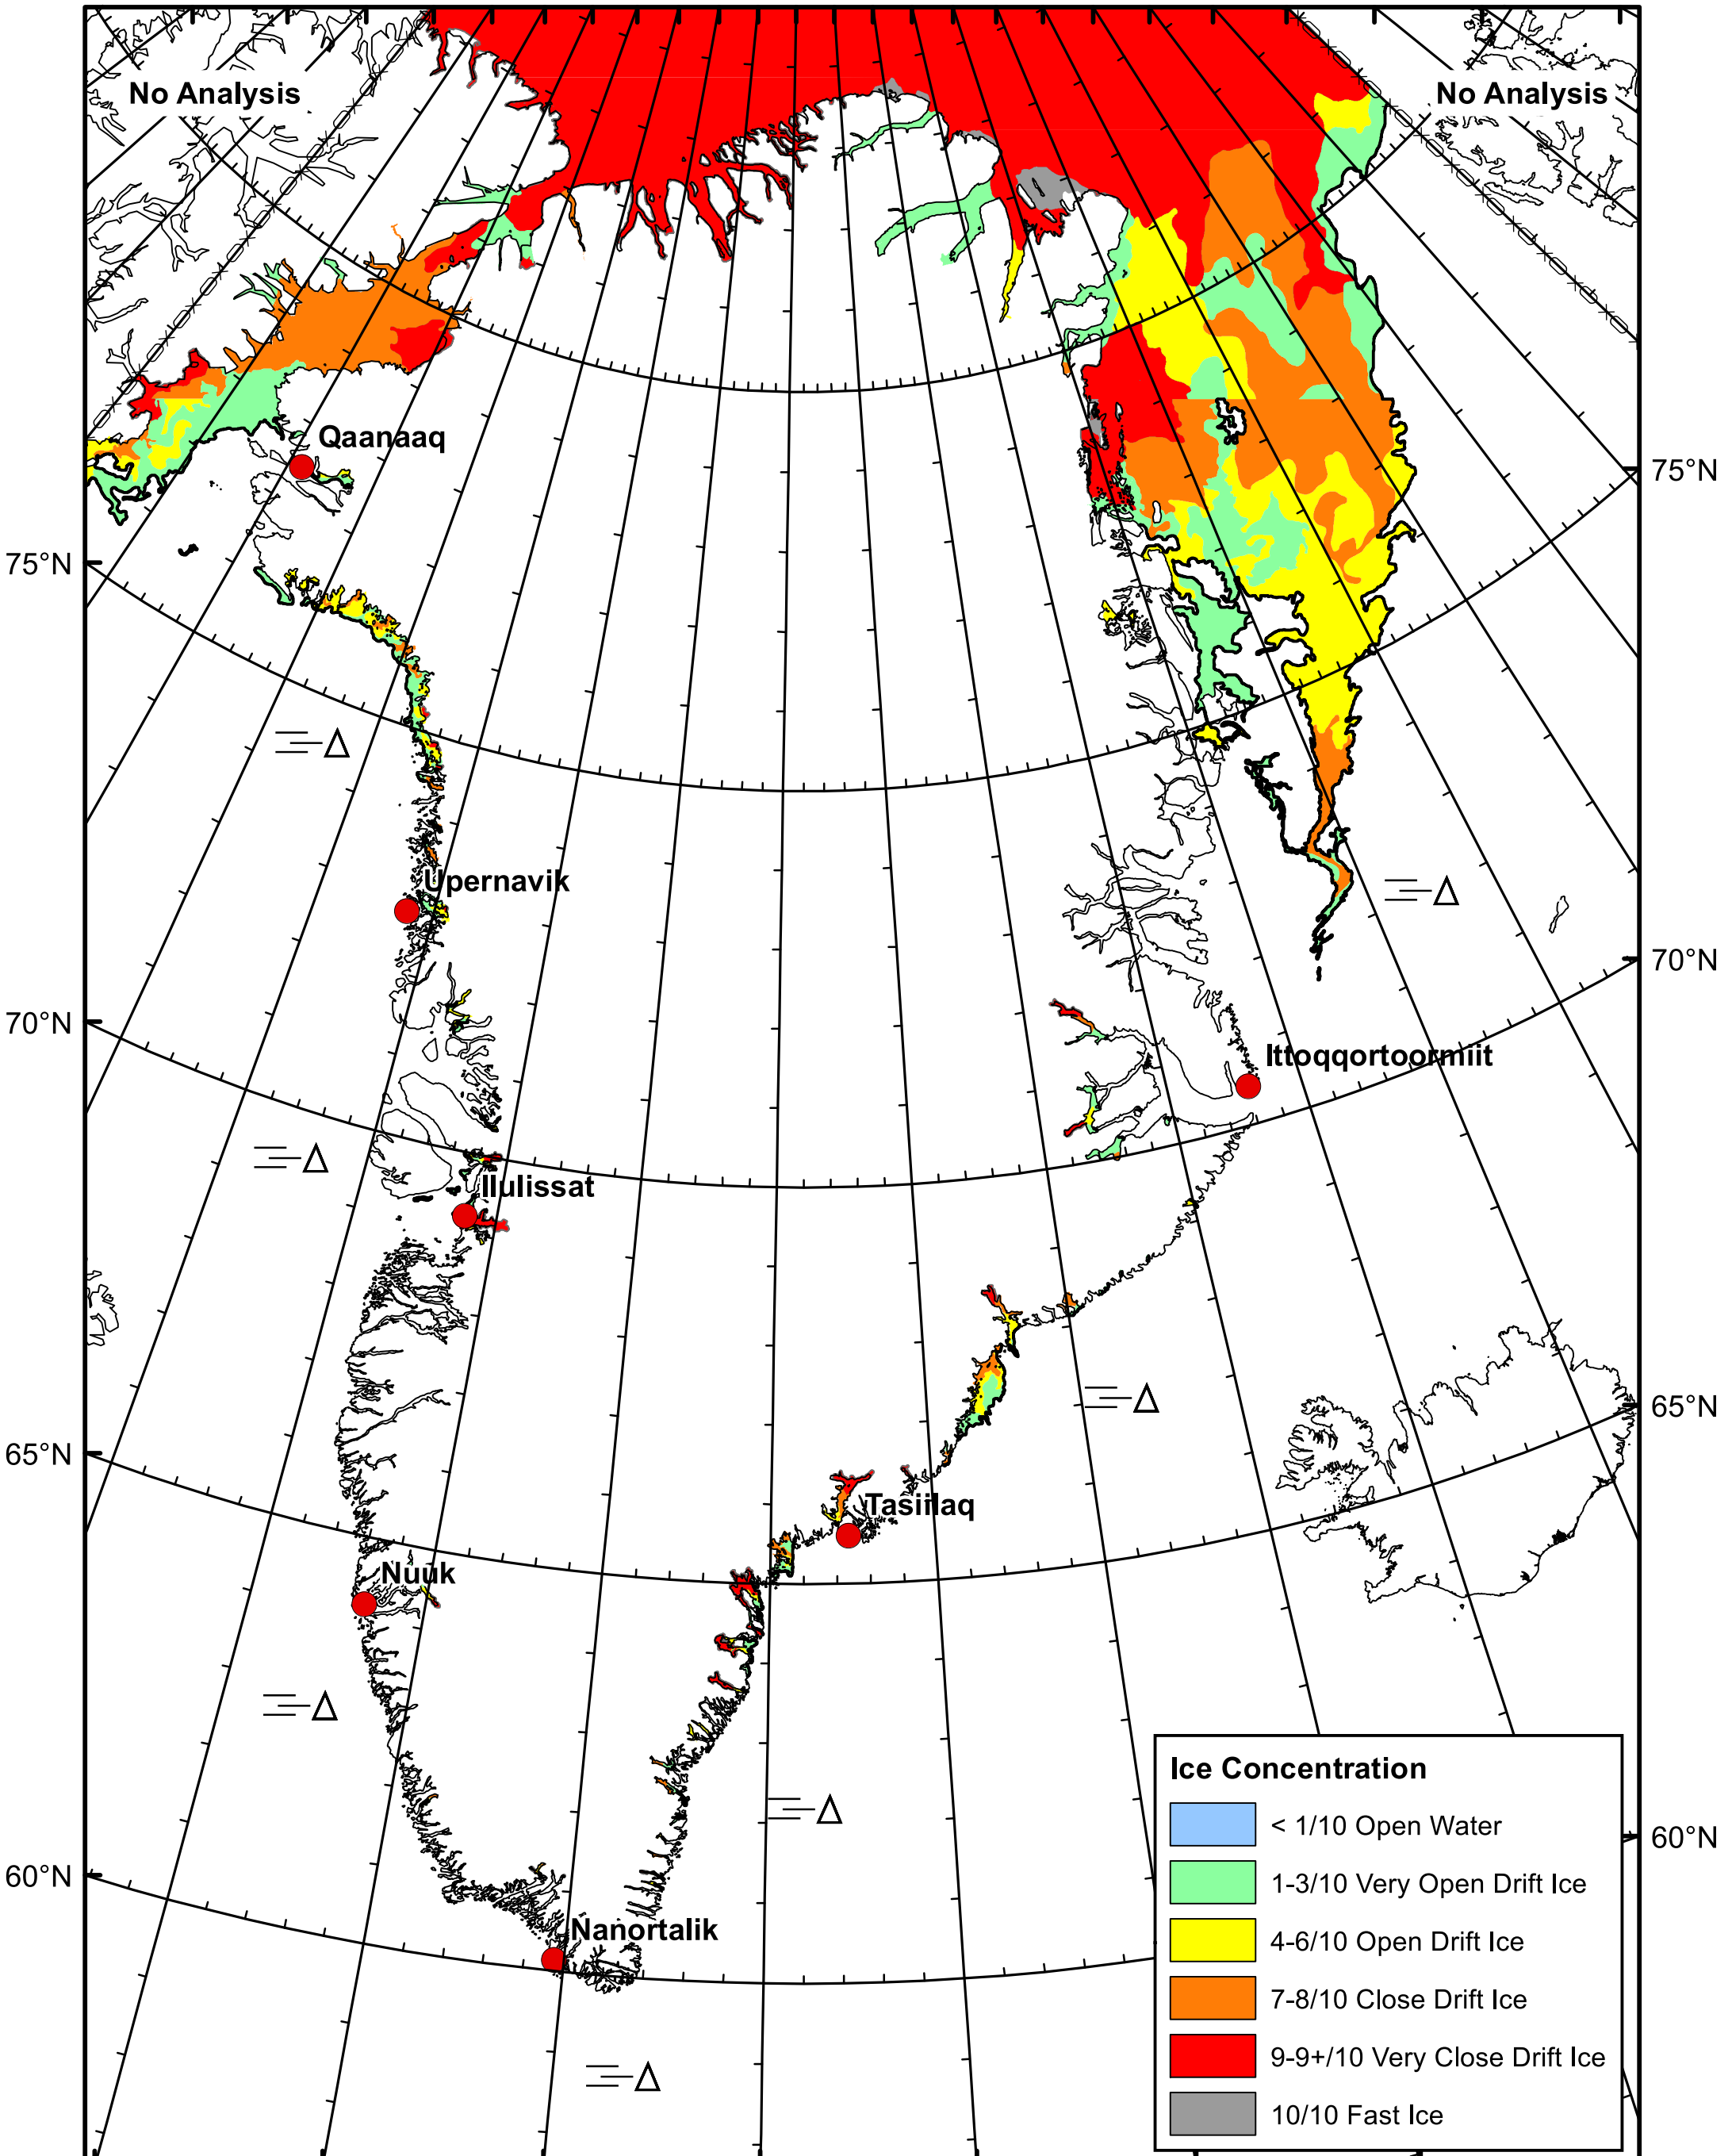 No Analysis
No Analysis
Qaanaaq
75°N
75°N
Upernavik
70°N
70°N
Ittoqqortoormiit
Ilulissat
65°N
65°N
Tasiilaq
Nuuk
Ice Concentration
< 1/10 Open Water
1-3/10 Very Open Drift Ice
4-6/10 Open Drift Ice
7-8/10 Close Drift Ice
9-9+/10 Very Close Drift Ice
10/10 Fast Ice
60°N
60°N
Nanortalik